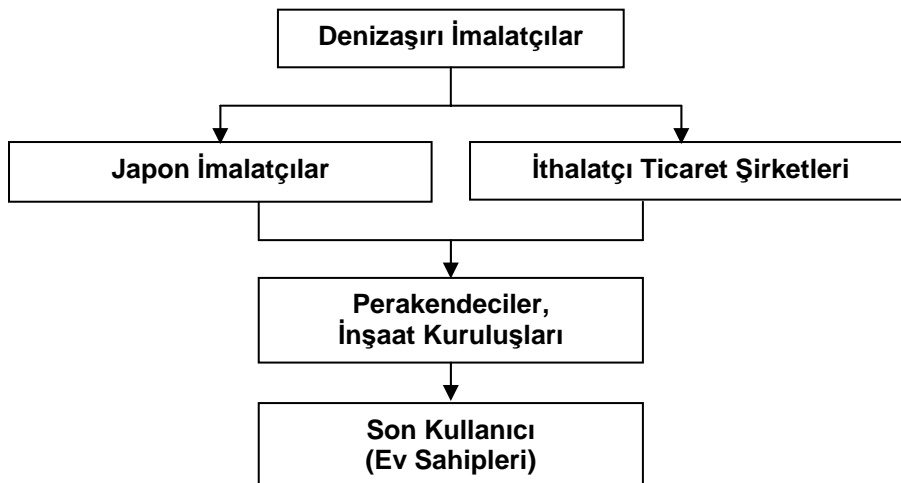 Denizaşırı İmalatçılar
Japon İmalatçılar
İthalatçı Ticaret Şirketleri
Perakendeciler,
İnşaat Kuruluşları
Son Kullanıcı
(Ev Sahipleri)